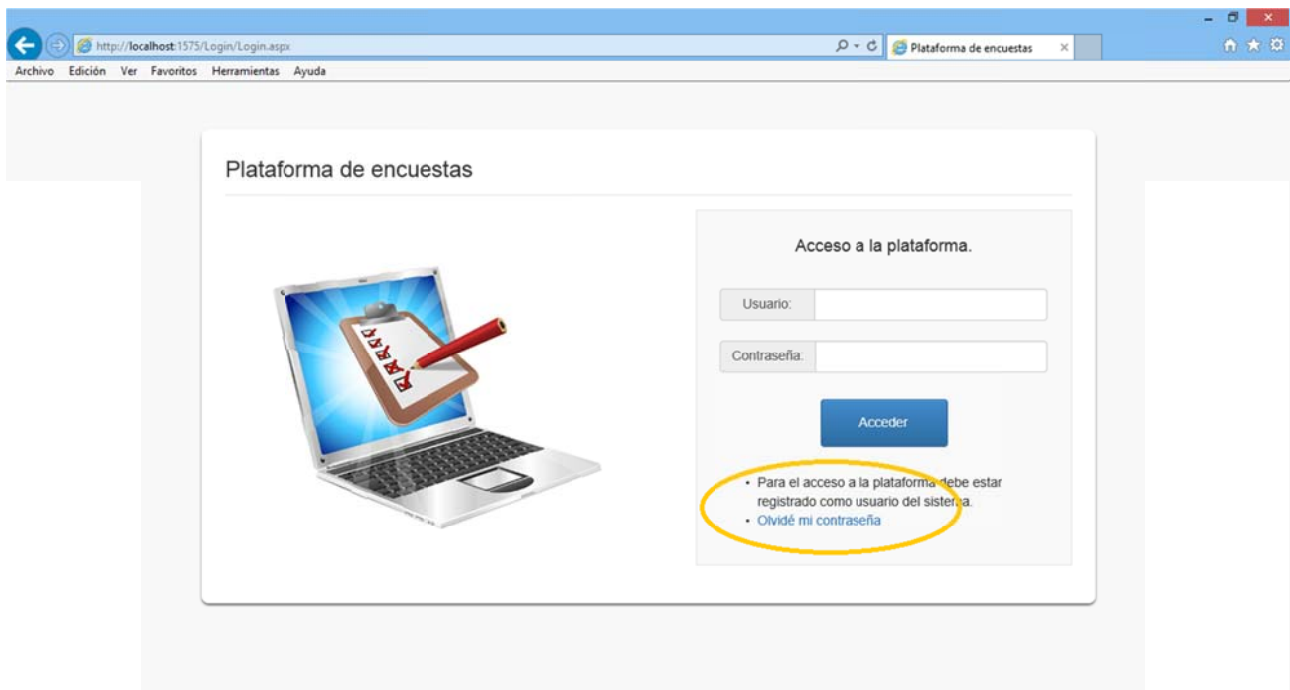 http://localhost:1575/Login/Login.aspx
Plataforma de encuestas
Archivo Edición Ver Favoritos Herramientas Ayuda
Plataforma de encuestas
Acceso a la plataforma.
Usuario:
Contraseña:
Acceder
• Para el acceso a la plataforma debe estar
registrado como usuario del sistema.
• Olvidé mi contraseña